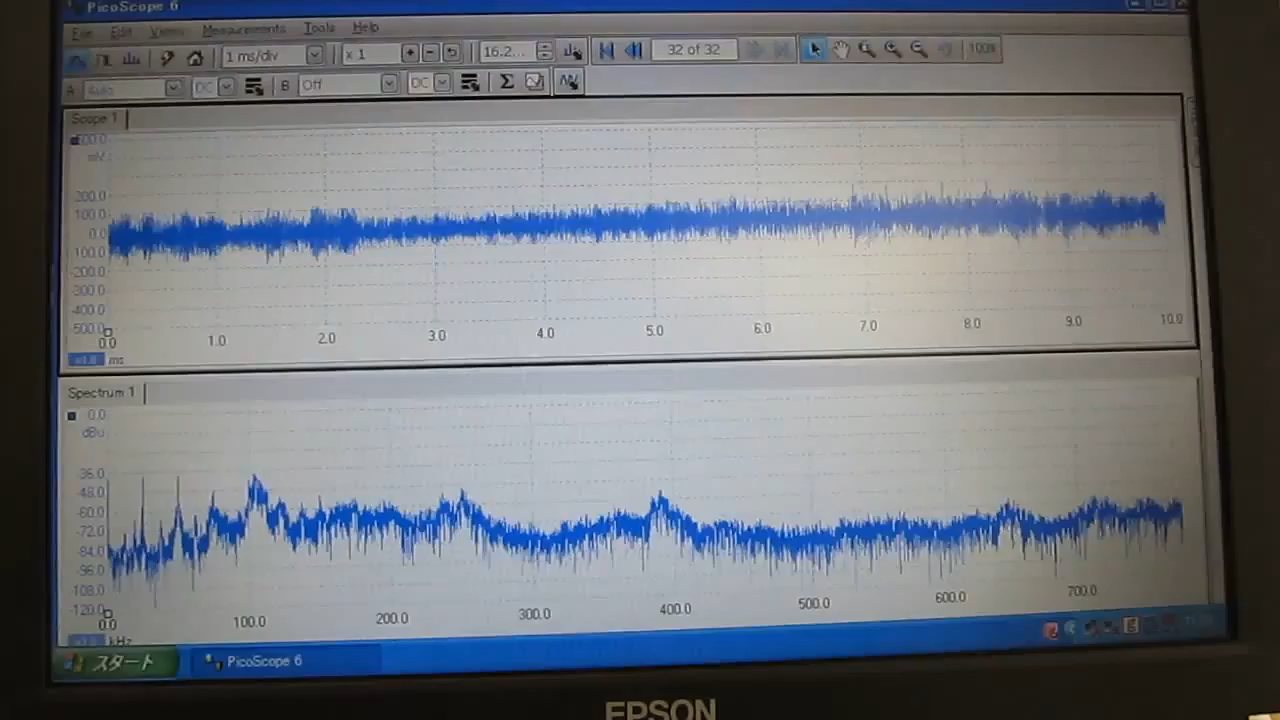 PicoScope 6
File Edit Views Measurements Tools Help
1 ms/div x 1 16.2... 32 of 32 100%
A Auto DC B Off DC Σ
Scope 1
500.0
mV
200.0
100.0
0.0
-100.0
-200.0
-300.0
-400.0
-500.0
0.0 1.0 2.0 3.0 4.0 5.0 6.0 7.0 8.0 9.0 10.0
x1.0 ms
Spectrum 1
0.0
dBu
-36.0
-48.0
-60.0
-72.0
-84.0
-96.0
-108.0
-120.0
0.0 100.0 200.0 300.0 400.0 500.0 600.0 700.0
x1.0 kHz
スタート PicoScope 6
EPSON